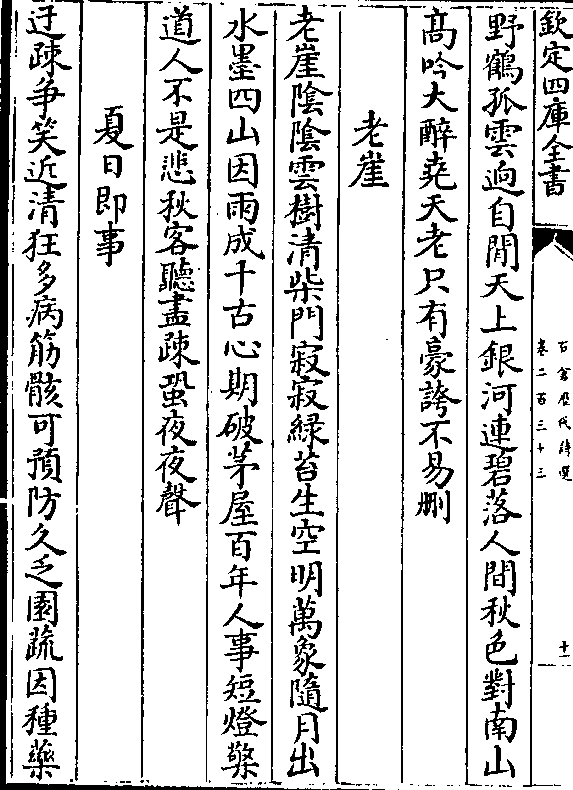 欽定四庫全書
石倉歷代詩選
卷二百三十三
十一
野鶴孤雲逈自閒天上銀河連碧落人間秋色對南山
高吟大醉堯天老只有豪誇不易刪
老崖
老崖陰陰雲樹清柴門寂寂緑苔生空明萬象隨月出
水墨四山因雨成千古心期破茅屋百年人事短燈檠
道人不是悲秋客聽盡疎蛩夜夜聲
夏日即事
迂疎争笑近清狂多病筋骸可預防久乏園蔬因種藥